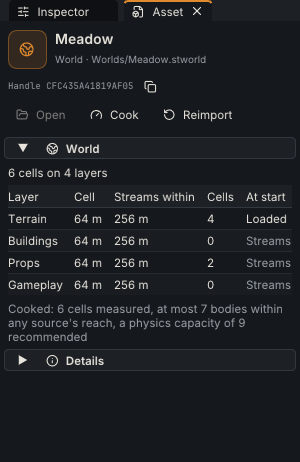 Inspector Asset
Meadow
World · Worlds/Meadow.stworld
Handle CFC435A41819AF05
Open Cook Reimport
World
6 cells on 4 layers
Layer Cell Streams within Cells At start
Terrain 64 m 256 m 4 Loaded
Buildings 64 m 256 m 0 Streams
Props 64 m 256 m 2 Streams
Gameplay 64 m 256 m 0 Streams
Cooked: 6 cells measured, at most 7 bodies within
any source's reach, a physics capacity of 9
recommended
Details